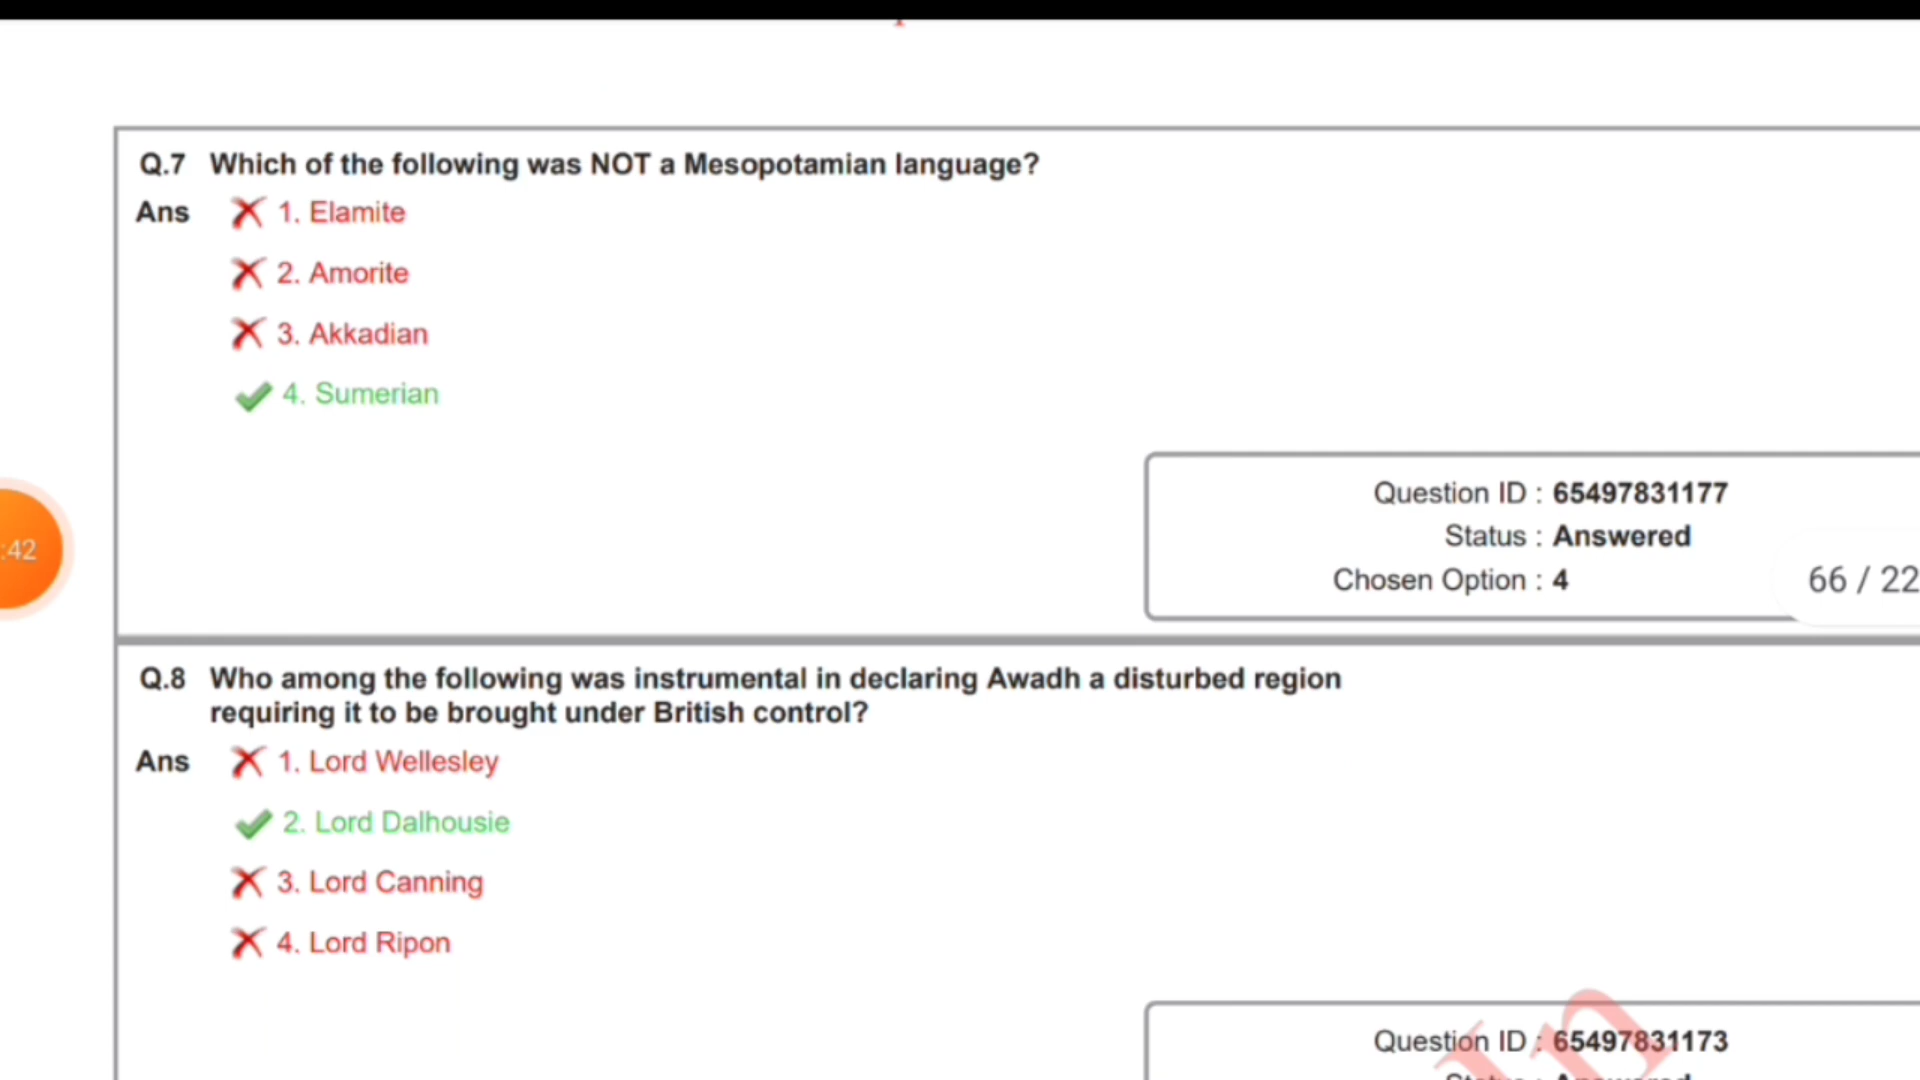 Q.7 Which of the following was NOT a Mesopotamian language?
Ans 1. Elamite
2. Amorite
3. Akkadian
4. Sumerian
Question ID : 65497831177
Status : Answered
Chosen Option : 4
:42
66 / 22
Q.8 Who among the following was instrumental in declaring Awadh a disturbed region
requiring it to be brought under British control?
Ans 1. Lord Wellesley
2. Lord Dalhousie
3. Lord Canning
4. Lord Ripon
Question ID : 65497831173
Status : Answered